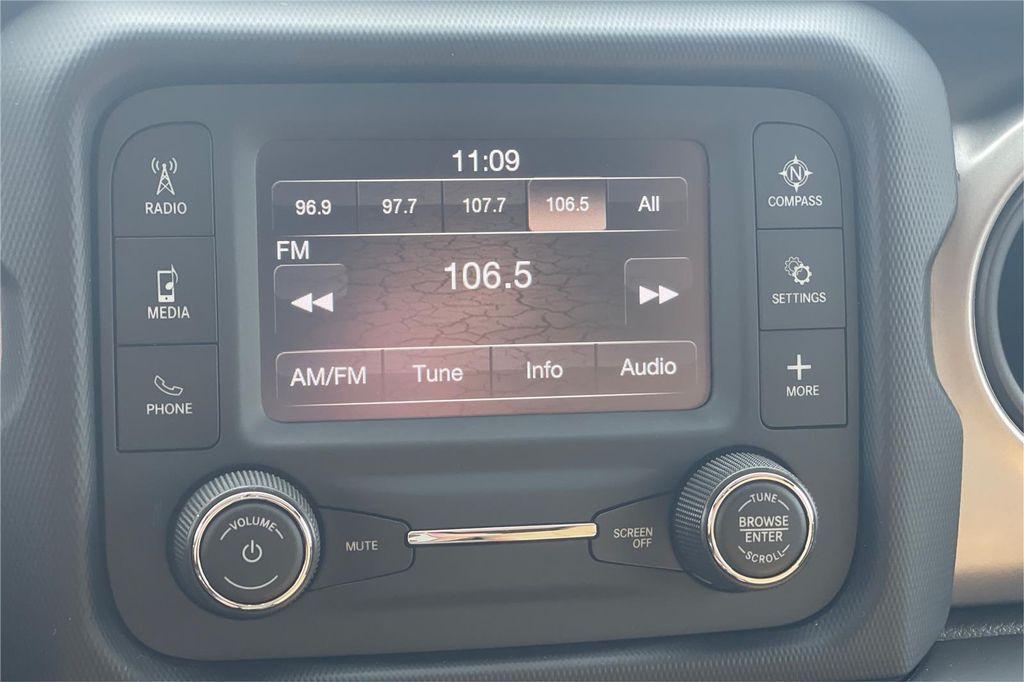 11:09
96.9 97.7 107.7 106.5 All
FM
106.5
AM/FM Tune Info Audio
RADIO
MEDIA
PHONE
N
COMPASS
SETTINGS
MORE
VOLUME
MUTE
SCREEN
OFF
TUNE
BROWSE
ENTER
SCROLL